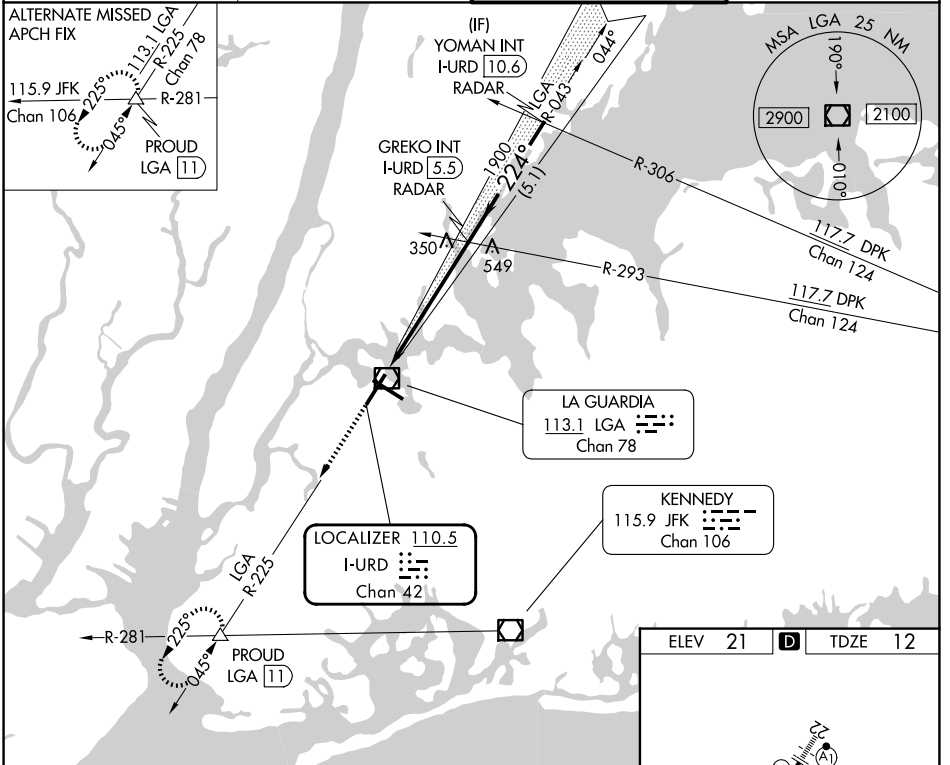 ALTERNATE MISSED
APCH FIX
113.1 LGA
R-225
Chan 78
115.9 JFK
Chan 106
225°
045°
R-281
PROUD
LGA 11
(IF)
YOMAN INT
I-URD 10.6
RADAR
GREKO INT
I-URD 5.5
RADAR
LGA
R-043
044°
1900
224°
(5.1)
350
549
R-306
117.7 DPK
Chan 124
R-293
117.7 DPK
Chan 124
MSA LGA 25 NM
190°
2900
2100
010°
LA GUARDIA
113.1 LGA
Chan 78
KENNEDY
115.9 JFK
Chan 106
LOCALIZER 110.5
I-URD
Chan 42
LGA
R-225
R-281
225°
045°
PROUD
LGA 11
ELEV 21 D TDZE 12
22
A1